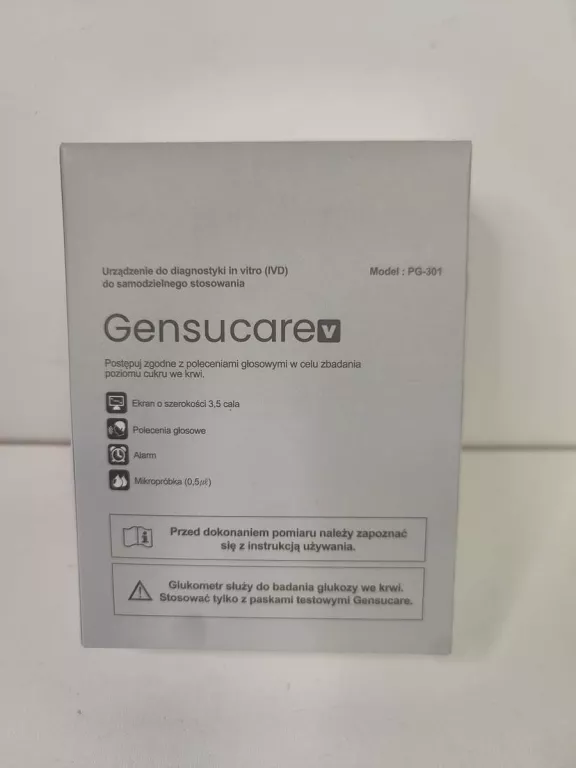 Urządzenie do diagnostyki in vitro (IVD)
do samodzielnego stosowania
Model : PG-301
Gensucare v
Postępuj zgodne z poleceniami głosowymi w celu zbadania
poziomu cukru we krwi.
Ekran o szerokości 3,5 cala
Polecenia głosowe
Alarm
Mikropróbka (0,5㎕)
Przed dokonaniem pomiaru należy zapoznać
się z instrukcją używania.
Glukometr służy do badania glukozy we krwi.
Stosować tylko z paskami testowymi Gensucare.